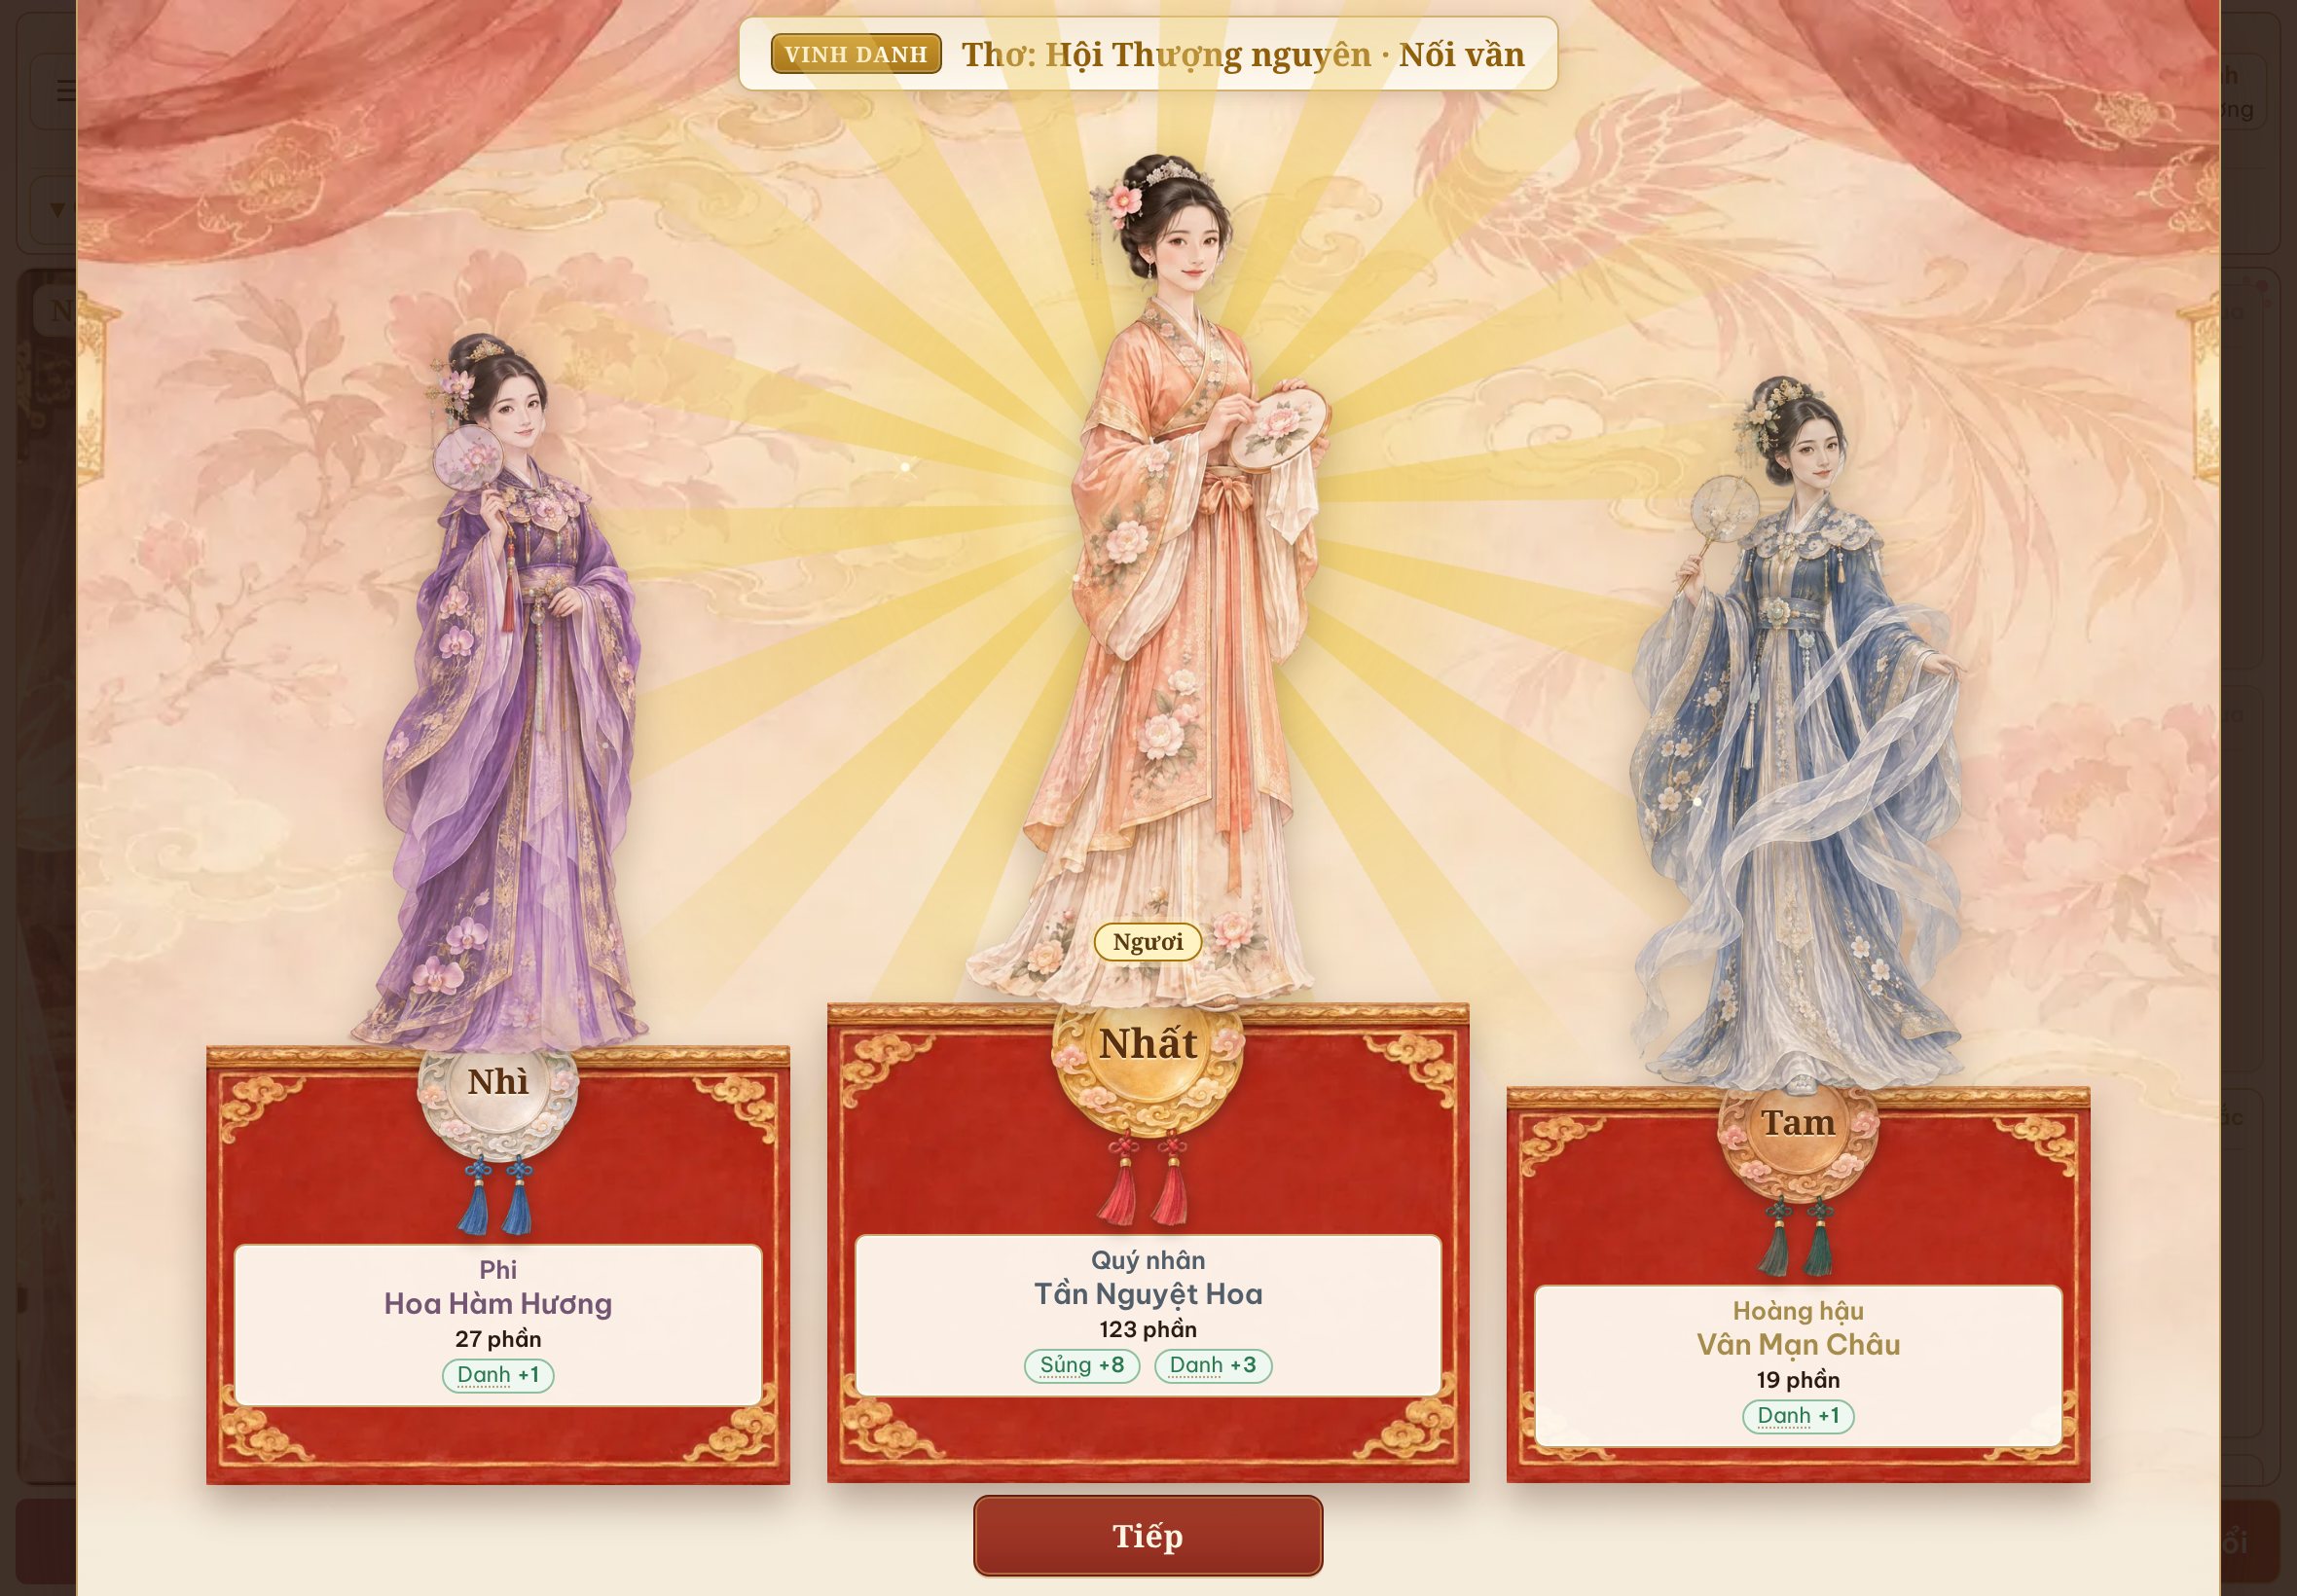 VINH DANH Thơ: Hội Thượng nguyên · Nối vần
Ngươi
Nhì
Phi
Hoa Hàm Hương
27 phần
Danh +1
Nhất
Quý nhân
Tần Nguyệt Hoa
123 phần
Sủng +8 Danh +3
Tam
Hoàng hậu
Vân Mạn Châu
19 phần
Danh +1
Tiếp